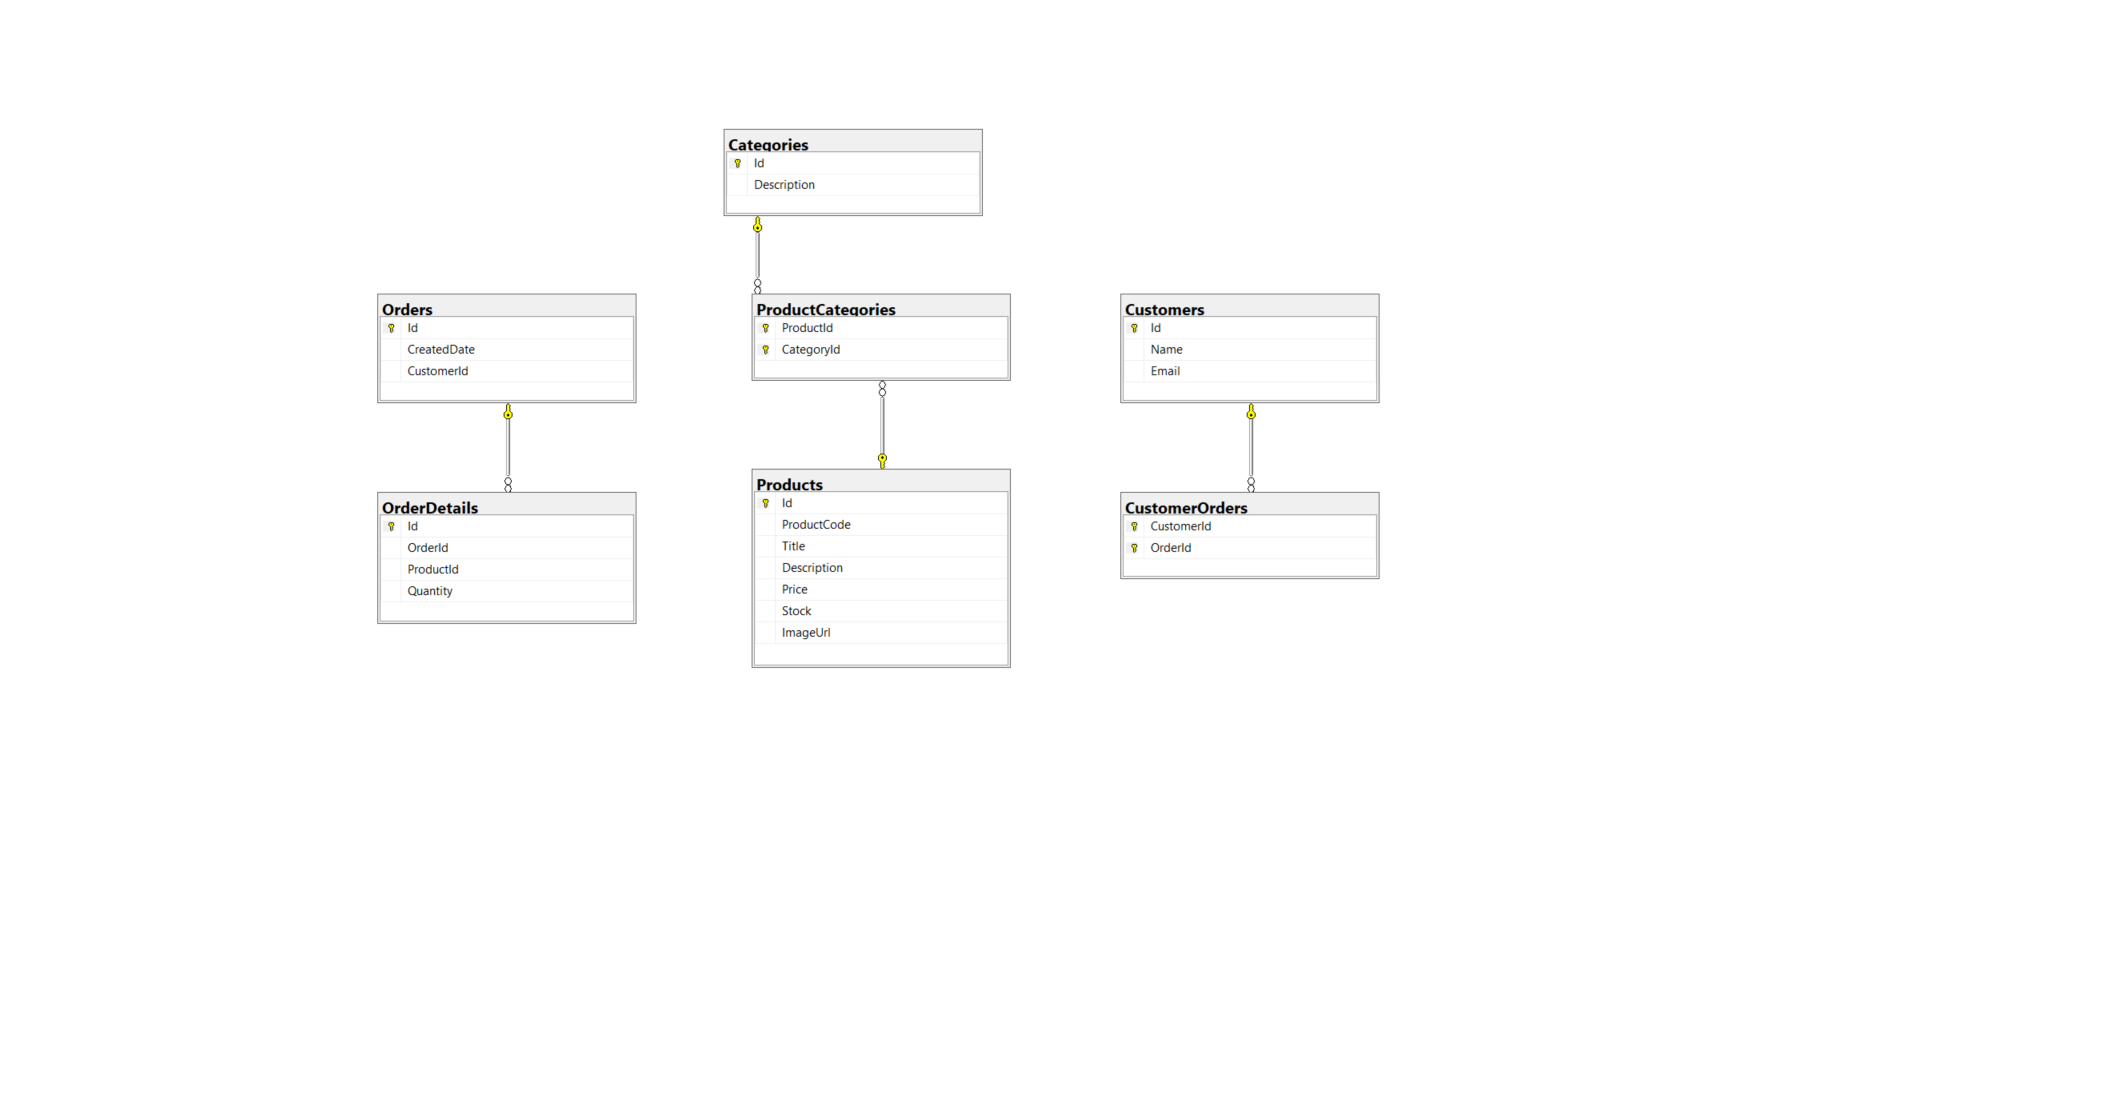 Categories
Id
Description
Orders
Id
CreatedDate
CustomerId
ProductCategories
ProductId
CategoryId
Customers
Id
Name
Email
OrderDetails
Id
OrderId
ProductId
Quantity
Products
Id
ProductCode
Title
Description
Price
Stock
ImageUrl
CustomerOrders
CustomerId
OrderId